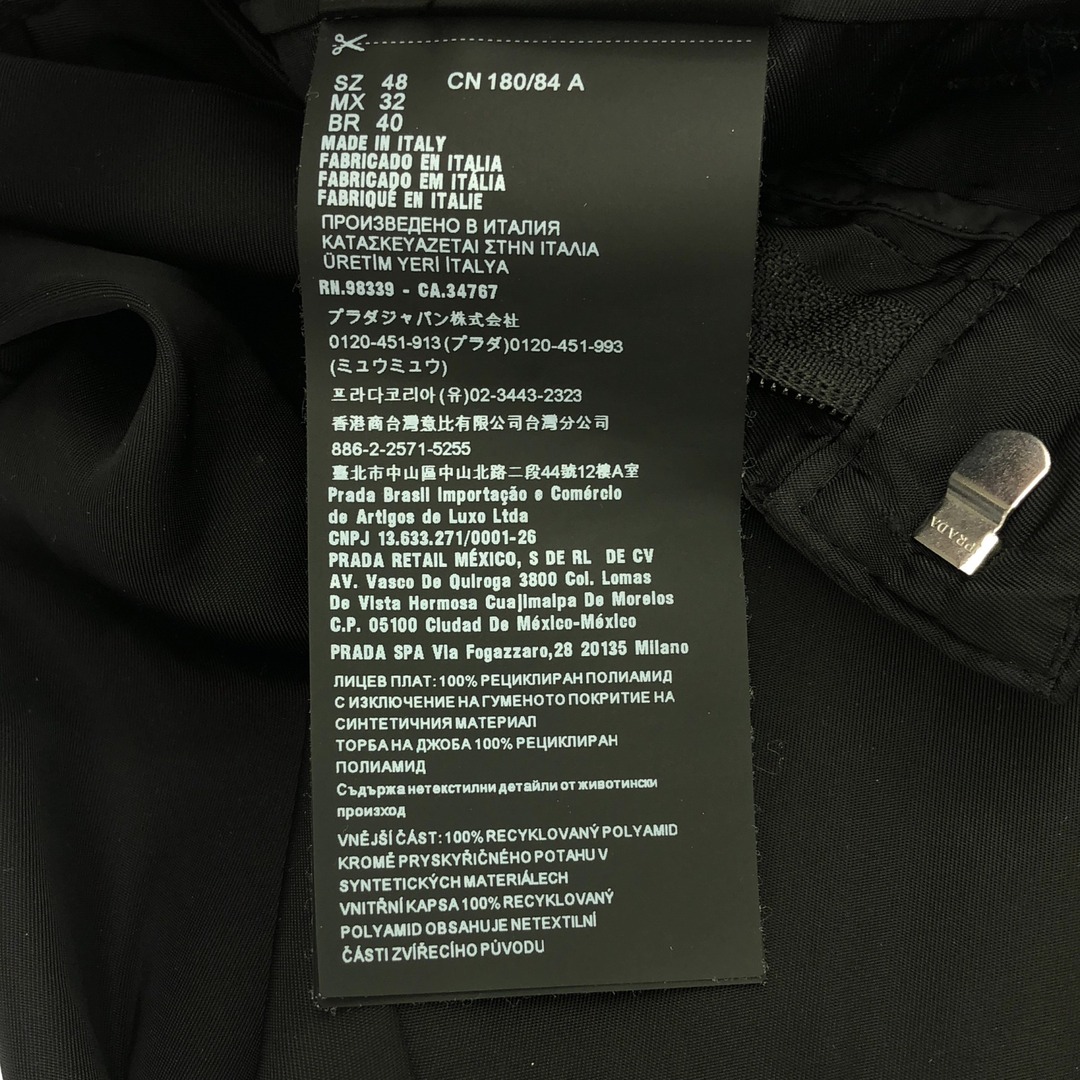 SZ 48 CN 180/84 A
MX 32
BR 40
MADE IN ITALY
FABRICADO EN ITALIA
FABRICADO EM ITÁLIA
FABRIQUÉ EN ITALIE
ПРОИЗВЕДЕНО В ИТАЛИЯ
ΚΑΤΑΣΚΕΥΑΖΕΤΑΙ ΣΤΗΝ ΙΤΑΛΙΑ
ÜRETİM YERİ İTALYA
RN.98339 - CA.34767
プラダジャパン株式会社
0120-451-913(プラダ)0120-451-993
(ミュウミュウ)
프라다코리아(유)02-3443-2323
香港商台灣意比有限公司台灣分公司
886-2-2571-5255
臺北市中山區中山北路二段44號12樓A室
Prada Brasil Importação e Comércio
de Artigos de Luxo Ltda
CNPJ 13.633.271/0001-26
PRADA RETAIL MÉXICO, S DE RL DE CV
AV. Vasco De Quiroga 3800 Col. Lomas
De Vista Hermosa Cuajimalpa De Morelos
C.P. 05100 Ciudad De México-México
PRADA SPA Via Fogazzaro,28 20135 Milano
ЛИЦЕВ ПЛАТ: 100% РЕЦИКЛИРАН ПОЛИАМИД
С ИЗКЛЮЧЕНИЕ НА ГУМЕНОТО ПОКРИТИЕ НА
СИНТЕТИЧНИЯ МАТЕРИАЛ
ТОРБА НА ДЖОБА 100% РЕЦИКЛИРАН
ПОЛИАМИД
Съдържа нетекстилни детайли от животински
произход
VNĚJŠÍ ČÁST: 100% RECYKLOVANÝ POLYAMID
KROMĚ PRYSKYŘIČNÉHO POTAHU V
SYNTETICKÝCH MATERIÁLECH
VNITŘNÍ KAPSA 100% RECYKLOVANÝ
POLYAMID OBSAHUJE NETEXTILNÍ
ČÁSTI ZVÍŘECÍHO PŮVODU
PRADA